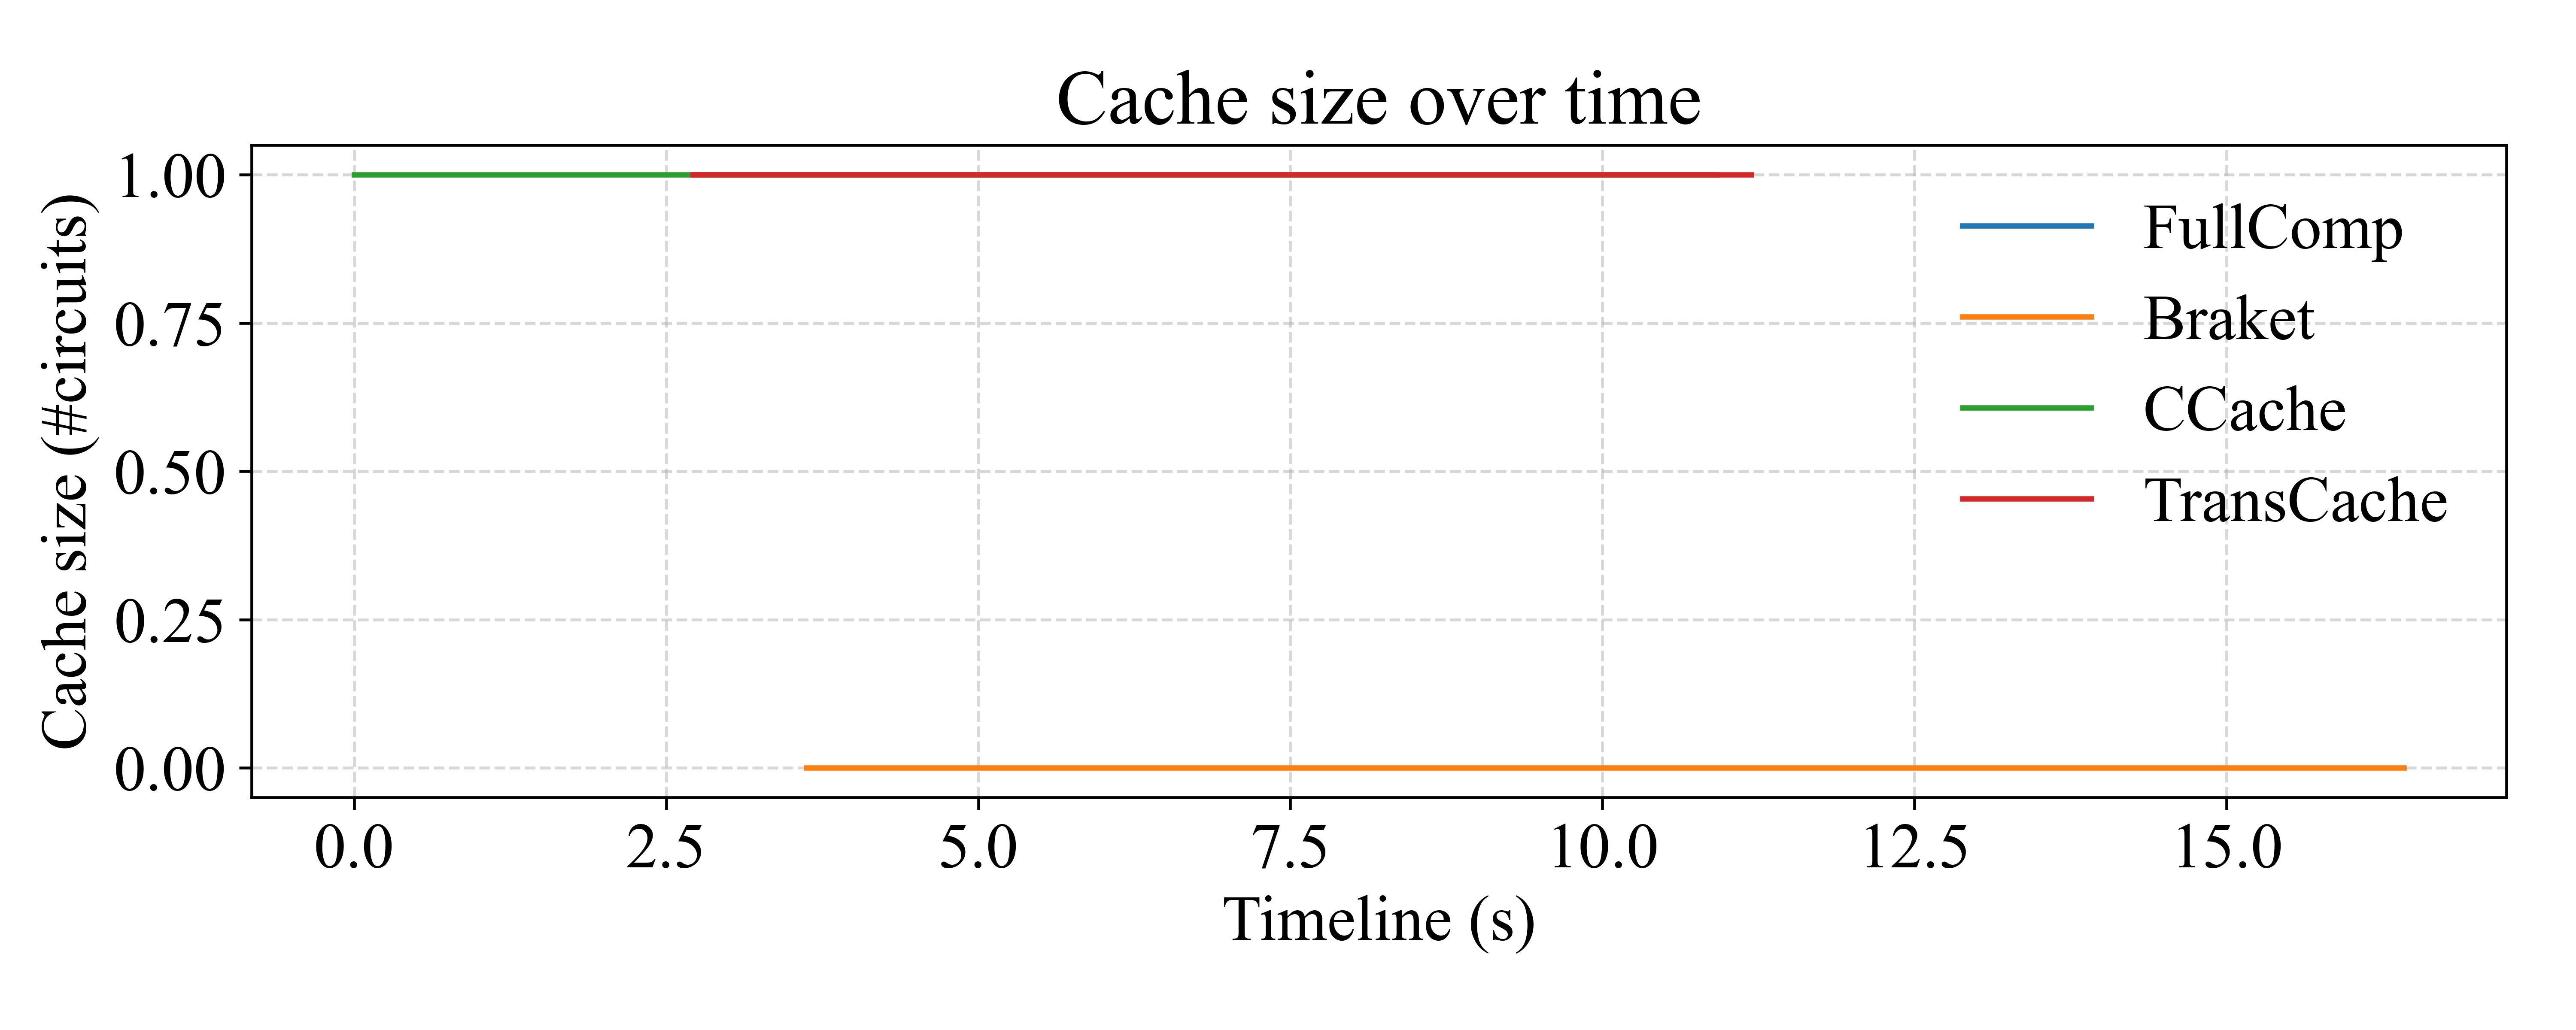 Cache size over time
Cache size (#circuits)
1.00
0.75
0.50
0.25
0.00
FullComp
Braket
CCache
TransCache
0.0 2.5 5.0 7.5 10.0 12.5 15.0
Timeline (s)